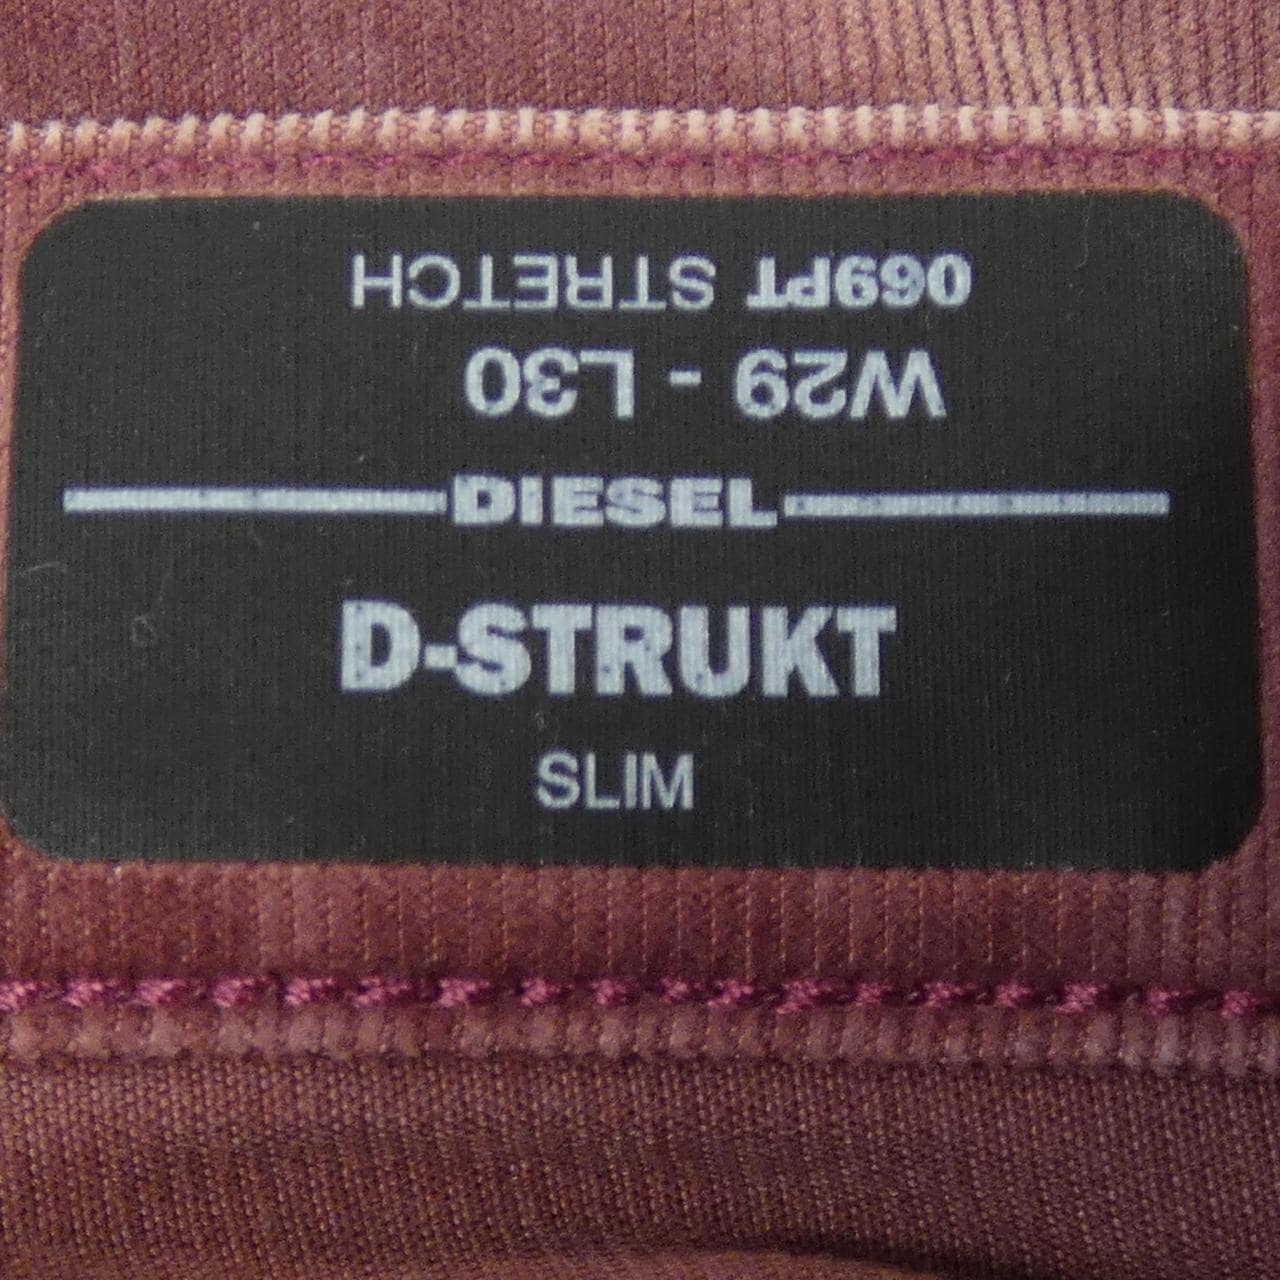 069PT STRETCH
W29 - L30
DIESEL
D-STRUKT
SLIM